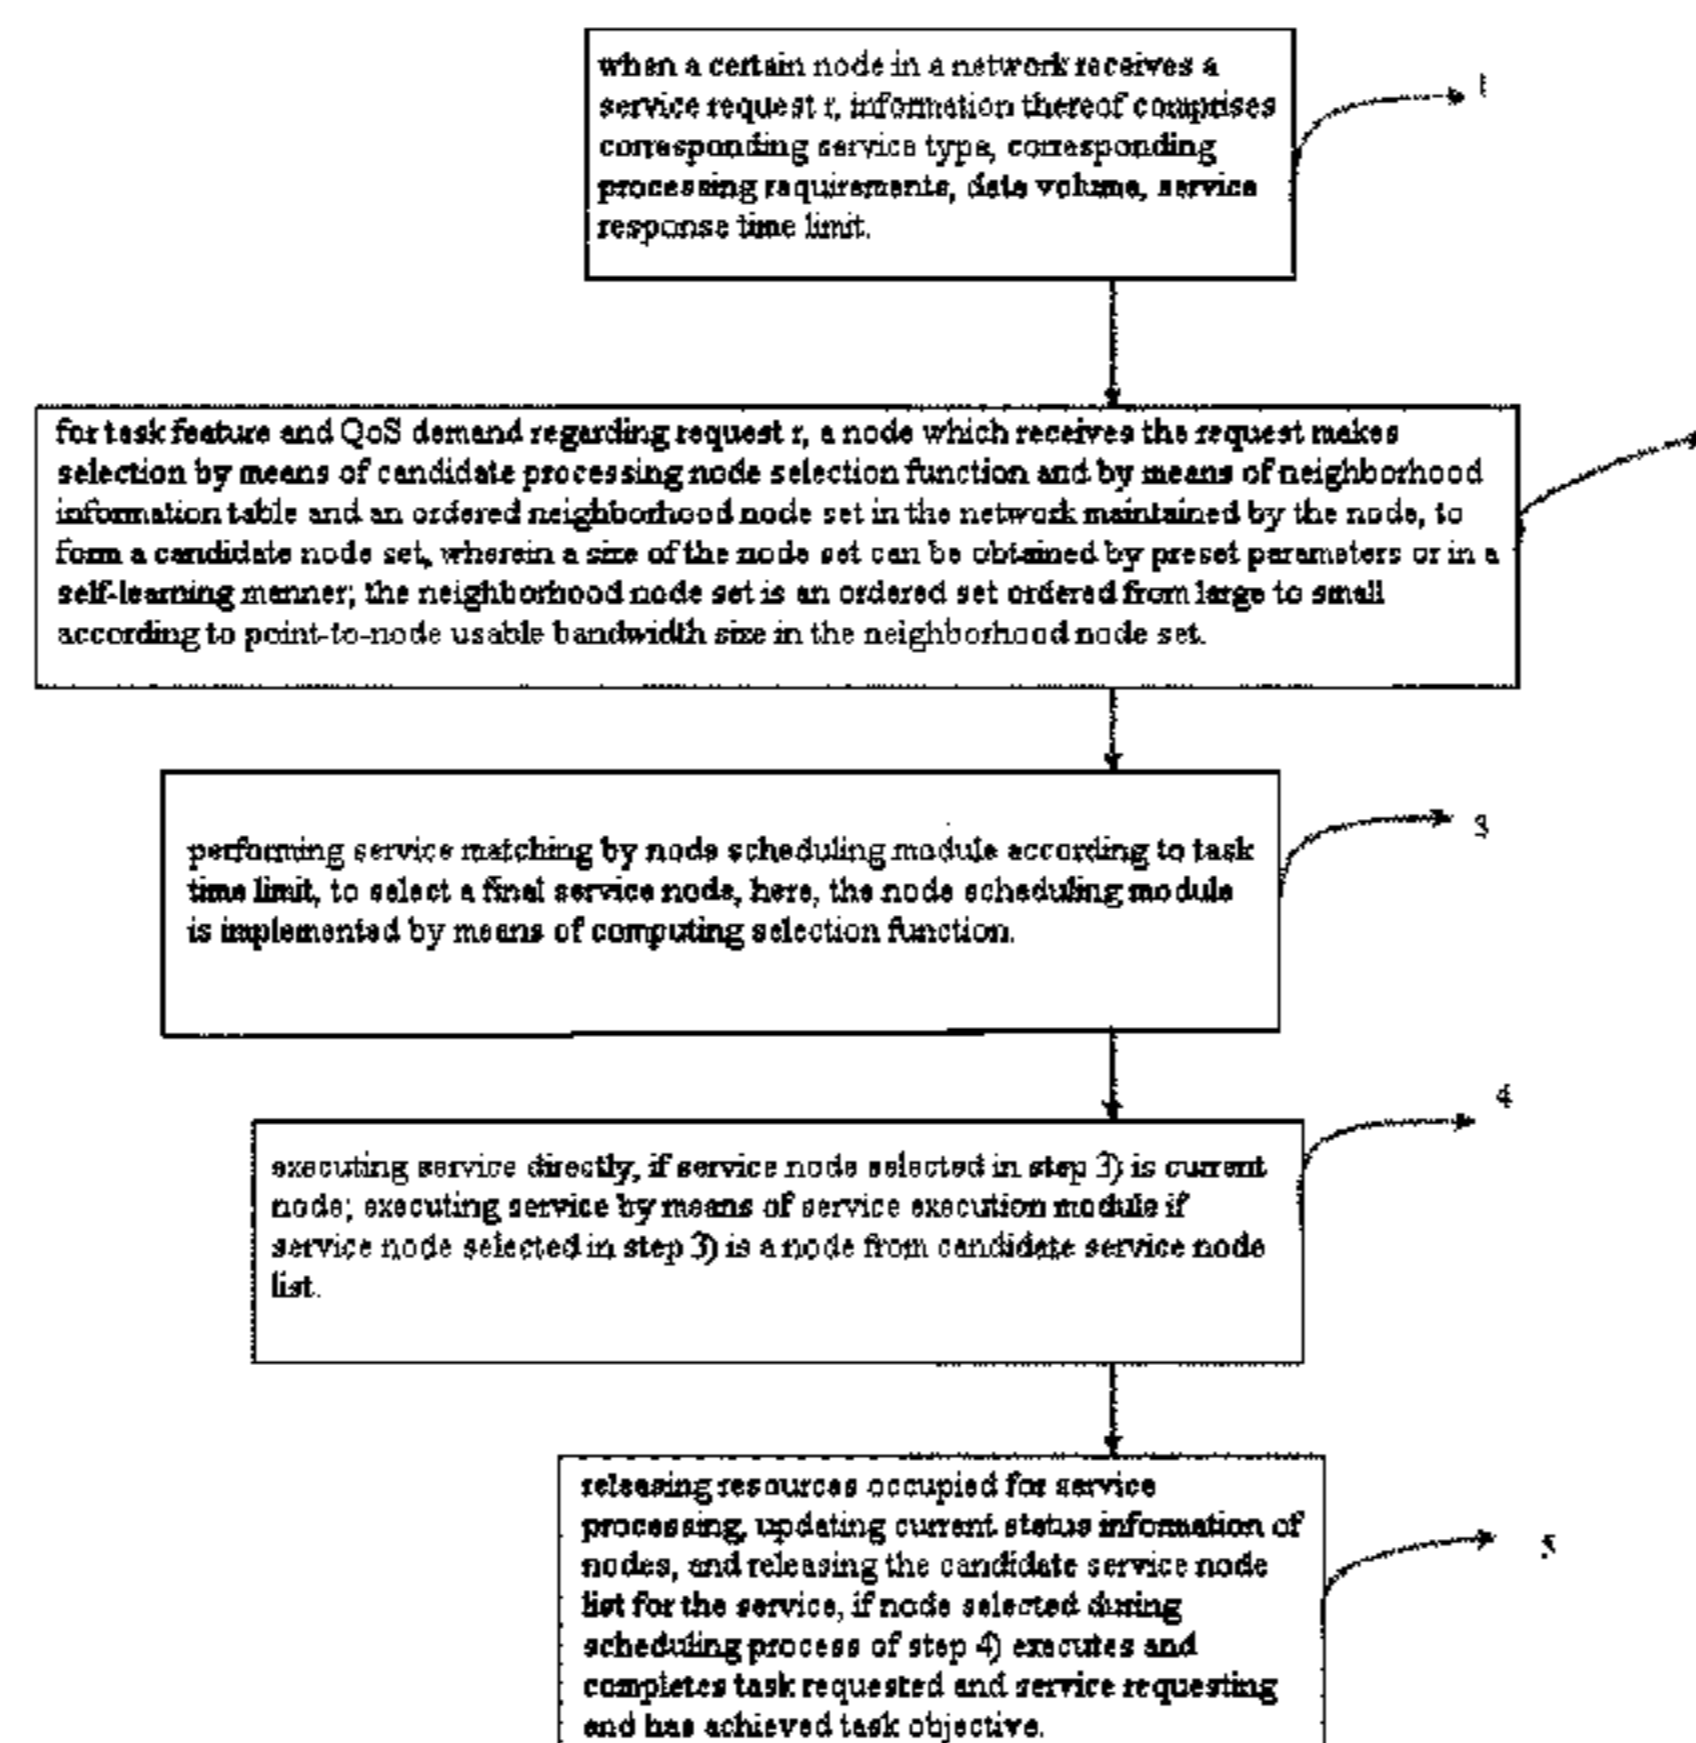 when a certain node in a network receives a
1
service request r, information thereof comprises
corresponding service type, corresponding
processing requirements, data volume, service
response time limit.
for task feature and QoS demand regarding request r, a node which receives the request makes
selection by means of candidate processing node selection function and by means of neighborhood
information table and an ordered neighborhood node set in the network maintained by the node, to
form a candidate node set, wherein a size of the node set can be obtained by preset parameters or in a
self-learning manner; the neighborhood node set is an ordered set ordered from large to small
according to point-to-node usable bandwidth size in the neighborhood node set.
3
performing service matching by node scheduling module according to task
time limit, to select a final service node, here, the node scheduling module
is implemented by means of computing selection function.
4
executing service directly, if service node selected in step 3) is current
node; executing service by means of service execution module if
service node selected in step 3) is a node from candidate service node
list.
releasing resources occupied for service
processing, updating current status information of
5
nodes, and releasing the candidate service node
list for the service, if node selected during
scheduling process of step 4) executes and
completes task requested and service requesting
end has achieved task objective.